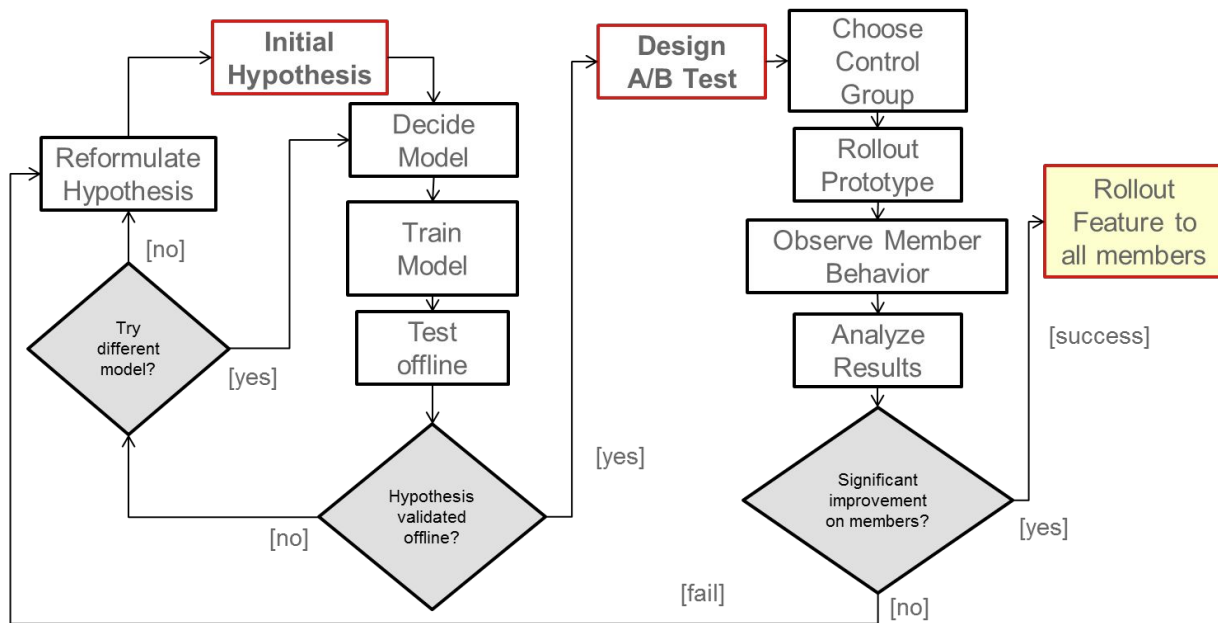 Initial
Hypothesis
Decide
Model
Train
Model
Test
offline
Hypothesis
validated
offline?
[no]
[yes]
Try
different
model?
[yes]
[no]
Reformulate
Hypothesis
Design
A/B Test
Choose
Control
Group
Rollout
Prototype
Observe Member
Behavior
Analyze
Results
Significant
improvement
on members?
[yes]
[success]
[no]
[fail]
Rollout
Feature to
all members